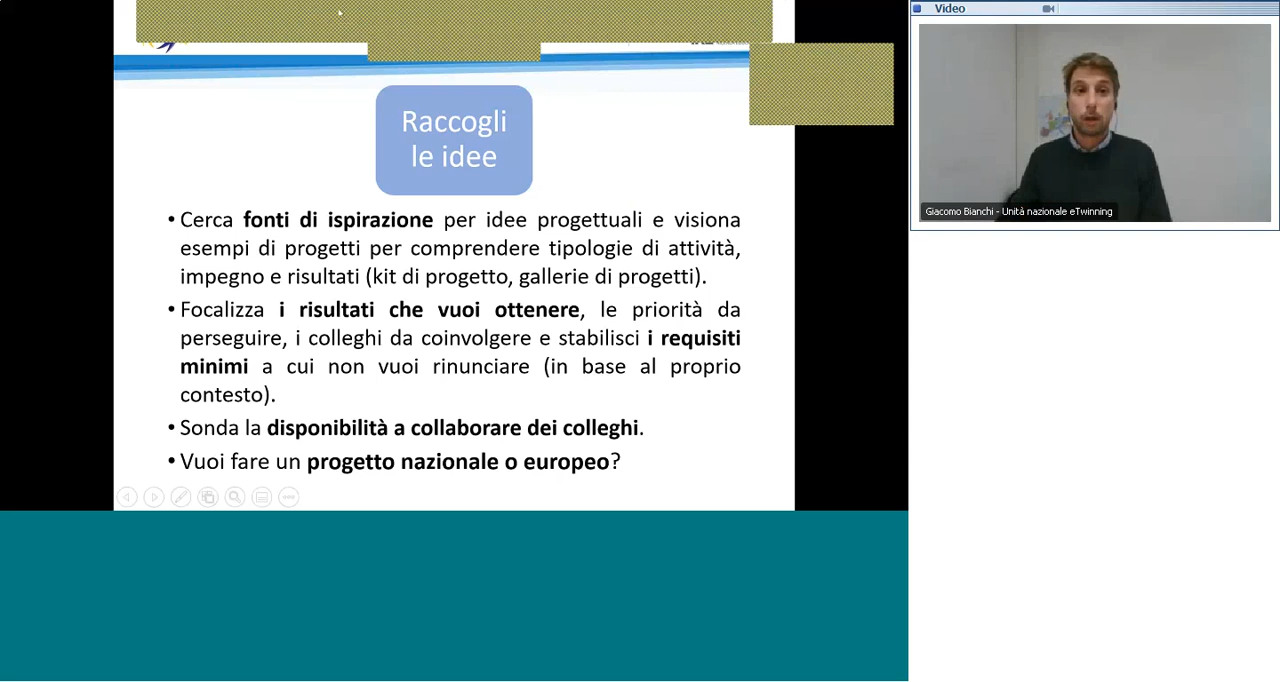 Video
Raccogli
le idee
• Cerca fonti di ispirazione per idee progettuali e visiona
esempi di progetti per comprendere tipologie di attività,
impegno e risultati (kit di progetto, gallerie di progetti).
• Focalizza i risultati che vuoi ottenere, le priorità da
perseguire, i colleghi da coinvolgere e stabilisci i requisiti
minimi a cui non vuoi rinunciare (in base al proprio
contesto).
• Sonda la disponibilità a collaborare dei colleghi.
• Vuoi fare un progetto nazionale o europeo?
Giacomo Bianchi - Unità nazionale eTwinning